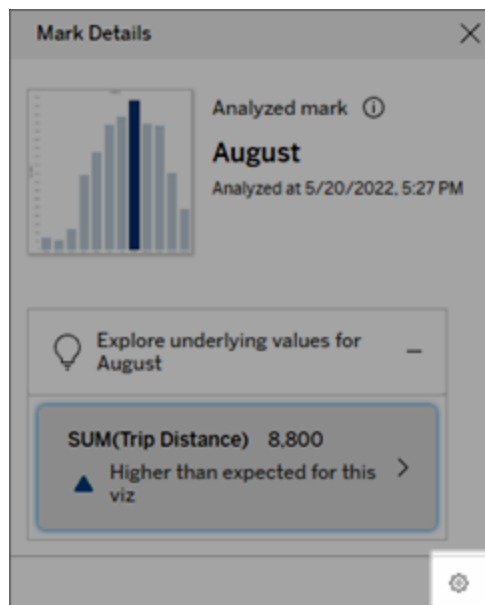 Mark Details
Analyzed mark
August
Analyzed at 5/20/2022, 5:27 PM
Explore underlying values for
August
SUM(Trip Distance) 8,800
Higher than expected for this
viz